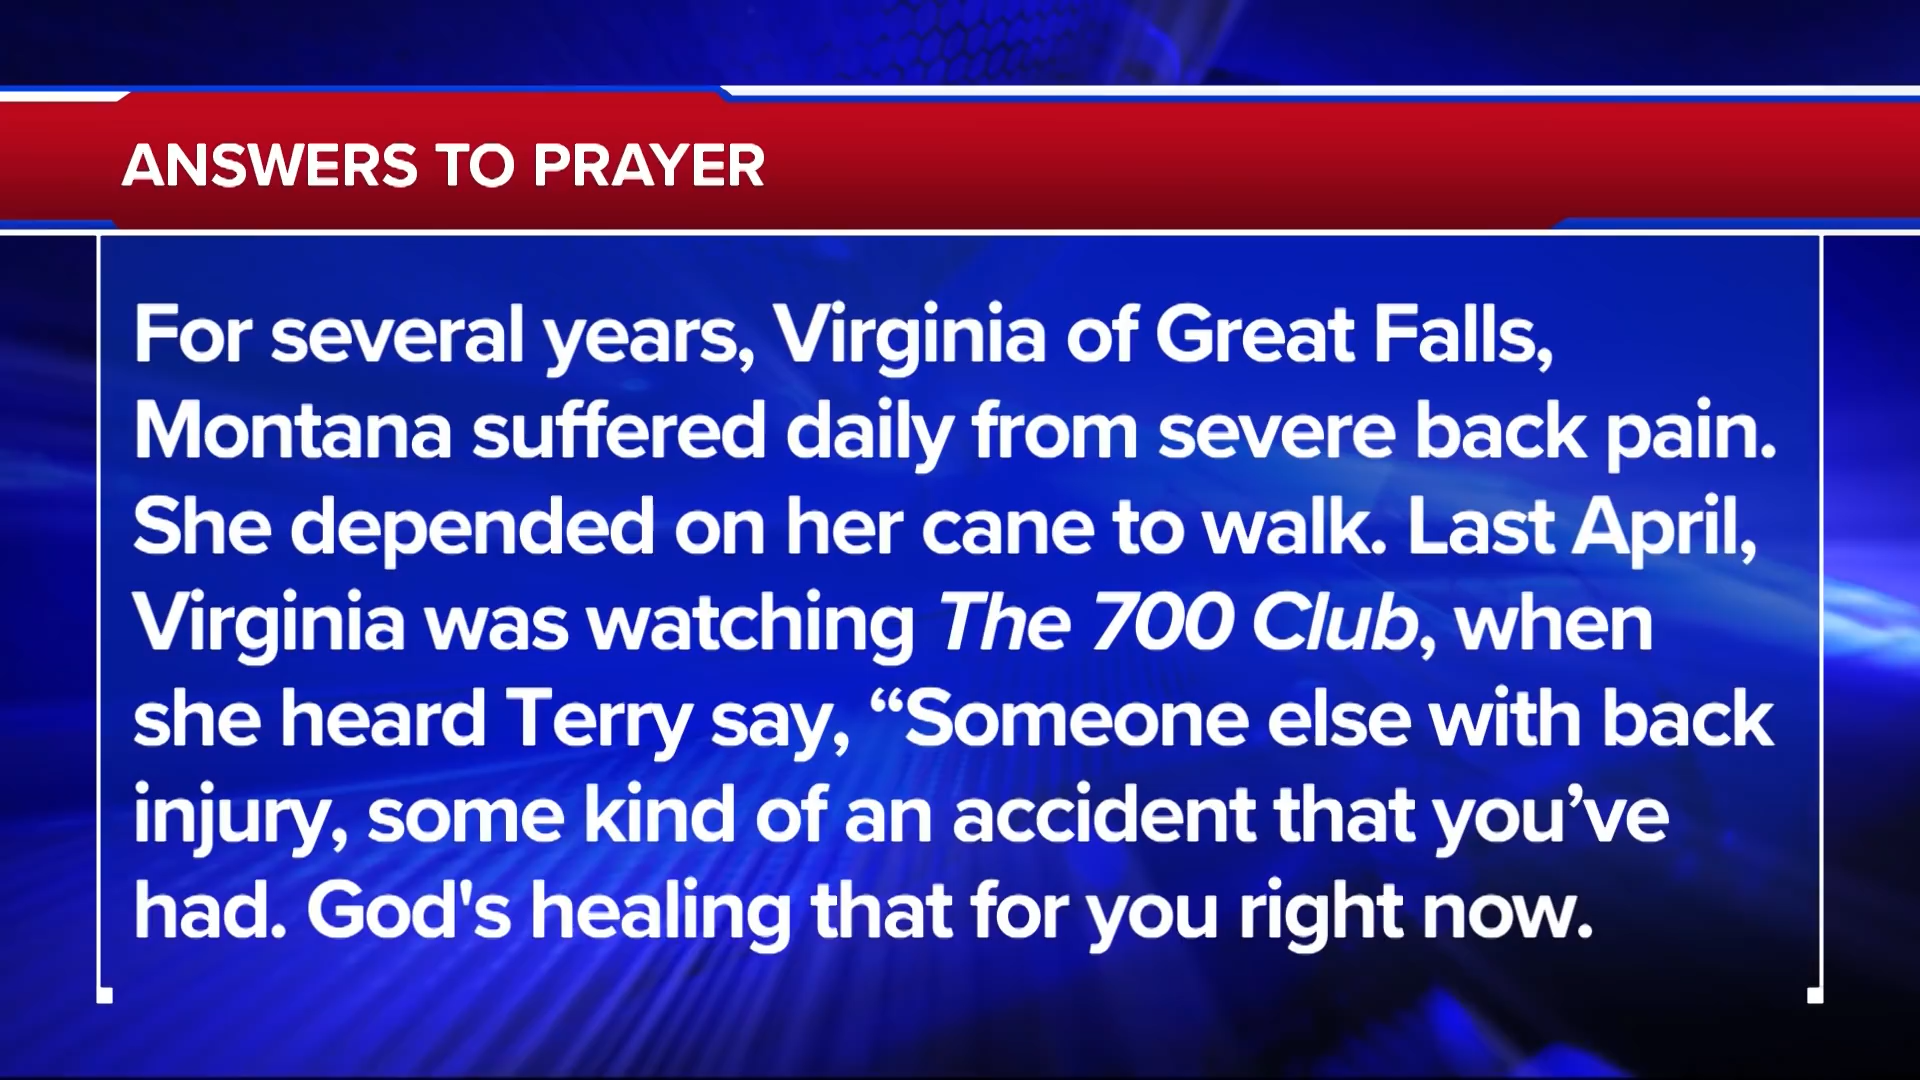 ANSWERS TO PRAYER
For several years, Virginia of Great Falls,
Montana suffered daily from severe back pain.
She depended on her cane to walk. Last April,
Virginia was watching The 700 Club, when
she heard Terry say, “Someone else with back
injury, some kind of an accident that you’ve
had. God's healing that for you right now.